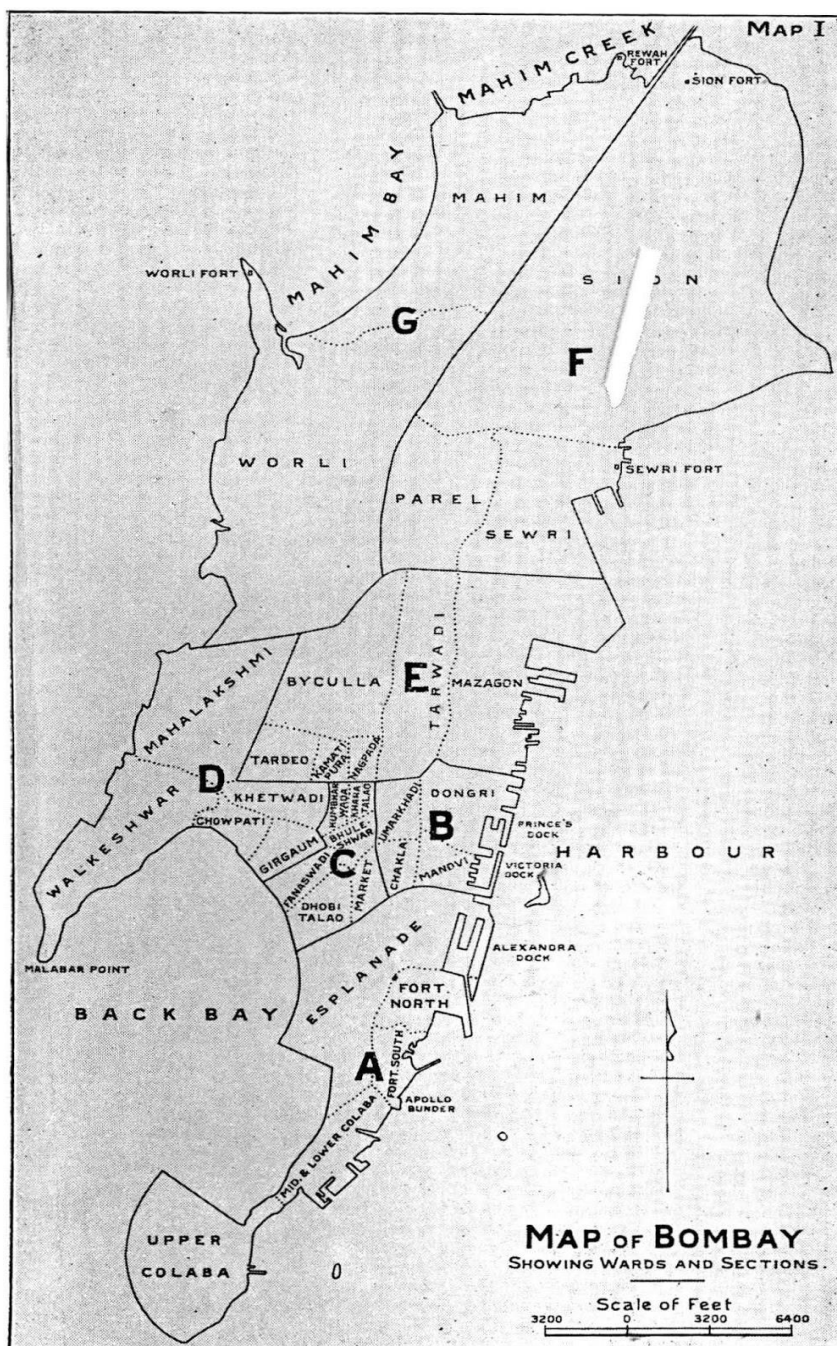 MAP I
MAHIM CREEK
REWAH
FORT
SION FORT
MAHIM BAY
MAHIM
WORLI FORT
SION
G
F
WORLI
PAREL
SEWRI FORT
SEWRI
MAHALAKSHMI
BYCULLA
E
TARWADI
MAZAGON
TARDEO
KAMATI
PURA
NAGPADA
D
WALKESHWAR
KHETWADI
CHOWPATI
GIRGAUM
KUMBHAR
WADA
KHARA
TALAO
BHULE-
SHWAR
UMARKHADI
DONGRI
B
CHAKLA
MANDVI
PRINCE'S
DOCK
VICTORIA
DOCK
HARBOUR
FANASWADI
C
MARKET
DHOBI
TALAO
MALABAR POINT
ALEXANDRA
DOCK
ESPLANADE
BACK BAY
FORT
NORTH
A
FORT SOUTH
APOLLO
BUNDER
MID. & LOWER COLABA
UPPER
COLABA
MAP OF BOMBAY
SHOWING WARDS AND SECTIONS.
Scale of Feet
3200 0 3200 6400